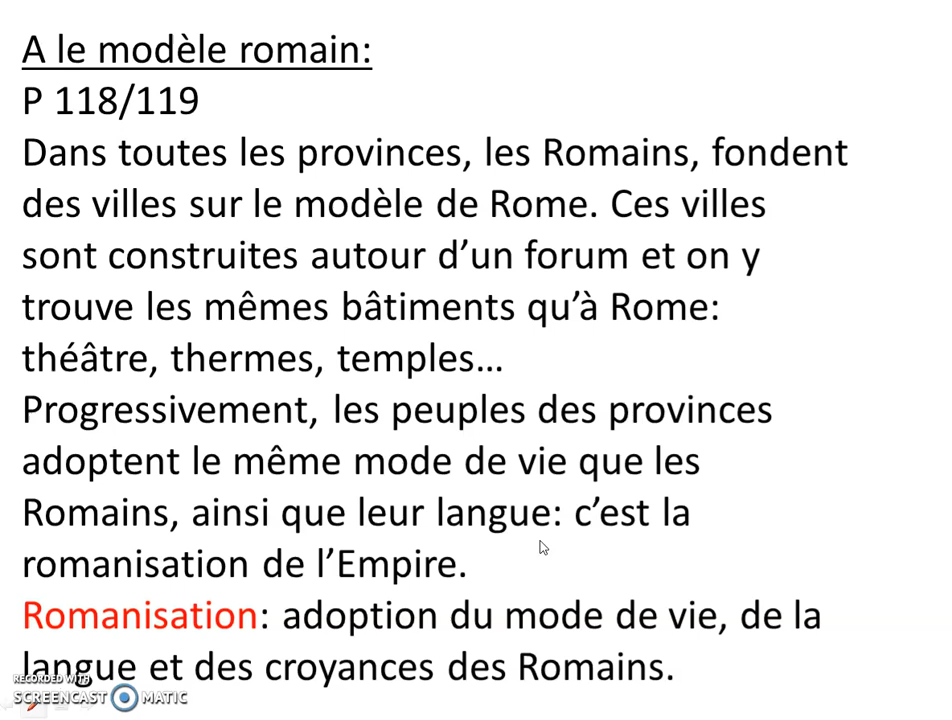 A le modèle romain:
P 118/119
Dans toutes les provinces, les Romains, fondent
des villes sur le modèle de Rome. Ces villes
sont construites autour d’un forum et on y
trouve les mêmes bâtiments qu’à Rome:
théâtre, thermes, temples…
Progressivement, les peuples des provinces
adoptent le même mode de vie que les
Romains, ainsi que leur langue: c’est la
romanisation de l’Empire.
Romanisation: adoption du mode de vie, de la
langue et des croyances des Romains.
RECORDED WITH
SCREENCAST MATIC